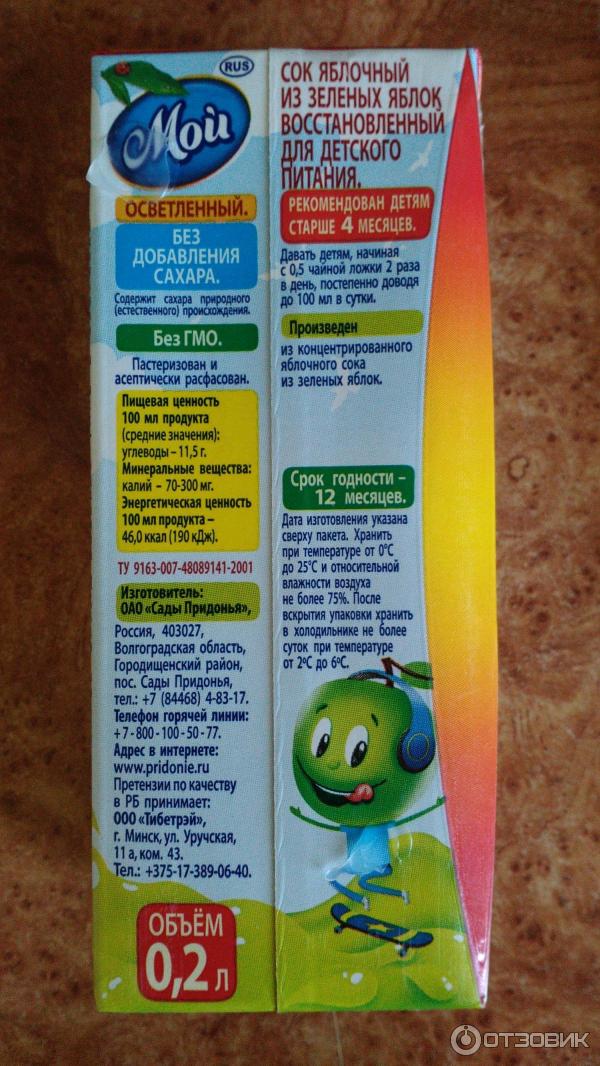 RUS
Мой
ОСВЕТЛЕННЫЙ.
БЕЗ
ДОБАВЛЕНИЯ
САХАРА.
Содержит сахара природного
(естественного) происхождения.
Без ГМО.
Пастеризован и
асептически расфасован.
Пищевая ценность
100 мл продукта
(средние значения):
углеводы – 11,5 г.
Минеральные вещества:
калий – 70-300 мг.
Энергетическая ценность
100 мл продукта –
46,0 ккал (190 кДж).
ТУ 9163-007-48089141-2001
Изготовитель:
ОАО «Сады Придонья»,
Россия, 403027,
Волгоградская область,
Городищенский район,
пос. Сады Придонья,
тел.: +7 (84468) 4-83-17.
Телефон горячей линии:
+7-800-100-50-77.
Адрес в интернете:
www.pridonie.ru
Претензии по качеству
в РБ принимает:
ООО «Тибетрэй»,
г. Минск, ул. Уручская,
11 а, ком. 43.
Тел.: +375-17-389-06-40.
ОБЪЁМ
0,2 л
СОК ЯБЛОЧНЫЙ
ИЗ ЗЕЛЕНЫХ ЯБЛОК
ВОССТАНОВЛЕННЫЙ
ДЛЯ ДЕТСКОГО
ПИТАНИЯ.
РЕКОМЕНДОВАН ДЕТЯМ
СТАРШЕ 4 МЕСЯЦЕВ.
Давать детям, начиная
с 0,5 чайной ложки 2 раза
в день, постепенно доводя
до 100 мл в сутки.
Произведен
из концентрированного
яблочного сока
из зеленых яблок.
Срок годности –
12 месяцев.
Дата изготовления указана
сверху пакета. Хранить
при температуре от 0°С
до 25°С и относительной
влажности воздуха
не более 75%. После
вскрытия упаковки хранить
в холодильнике не более
суток при температуре
от 2°С до 6°С.
ОТЗОВИК